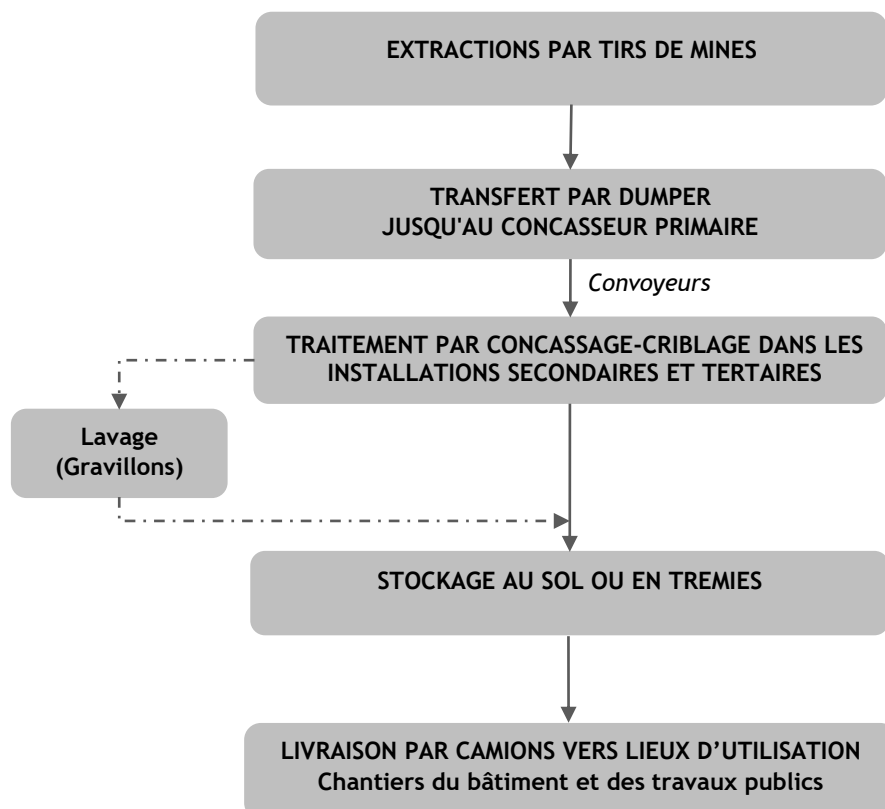 EXTRACTIONS PAR TIRS DE MINES
TRANSFERT PAR DUMPER
JUSQU'AU CONCASSEUR PRIMAIRE
Convoyeurs
TRAITEMENT PAR CONCASSAGE-CRIBLAGE DANS LES
INSTALLATIONS SECONDAIRES ET TERTAIRES
Lavage
(Gravillons)
STOCKAGE AU SOL OU EN TREMIES
LIVRAISON PAR CAMIONS VERS LIEUX D’UTILISATION
Chantiers du bâtiment et des travaux publics